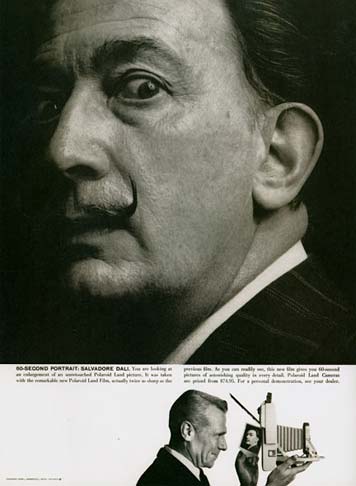 60-SECOND PORTRAIT: SALVADORE DALI. You are looking at
an enlargement of an unretouched Polaroid Land picture. It was taken
with the remarkable new Polaroid Land Film, actually twice as sharp as the
previous film. As you can readily see, this new film gives you 60-second
pictures of astonishing quality in every detail. Polaroid Land Cameras
are priced from $74.95. For a personal demonstration, see your dealer.